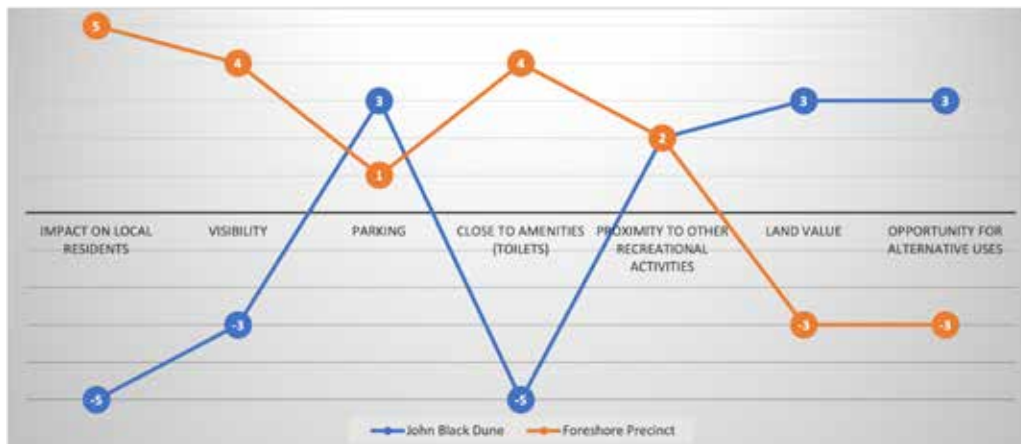 5
4
3
4
1
2
3
3
IMPACT ON LOCAL RESIDENTS
VISIBILITY
PARKING
CLOSE TO AMENITIES (TOILETS)
PROXIMITY TO OTHER RECREATIONAL ACTIVITIES
LAND VALUE
OPPORTUNITY FOR ALTERNATIVE USES
-3
-3
-3
-5
-5
John Black Dune
Foreshore Precinct